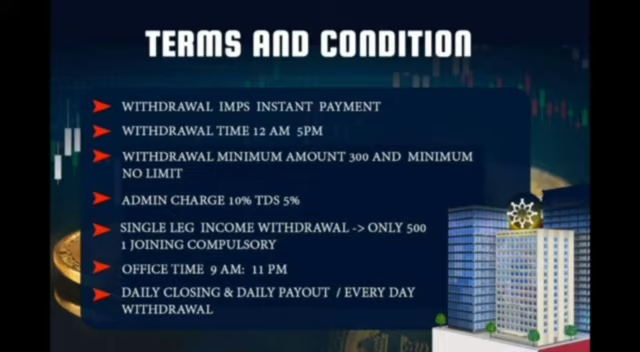 TERMS AND CONDITION
WITHDRAWAL IMPS INSTANT PAYMENT
WITHDRAWAL TIME 12 AM 5PM
WITHDRAWAL MINIMUM AMOUNT 300 AND MINIMUM
NO LIMIT
ADMIN CHARGE 10% TDS 5%
SINGLE LEG INCOME WITHDRAWAL -> ONLY 500
1 JOINING COMPULSORY
OFFICE TIME 9 AM: 11 PM
DAILY CLOSING & DAILY PAYOUT / EVERY DAY
WITHDRAWAL